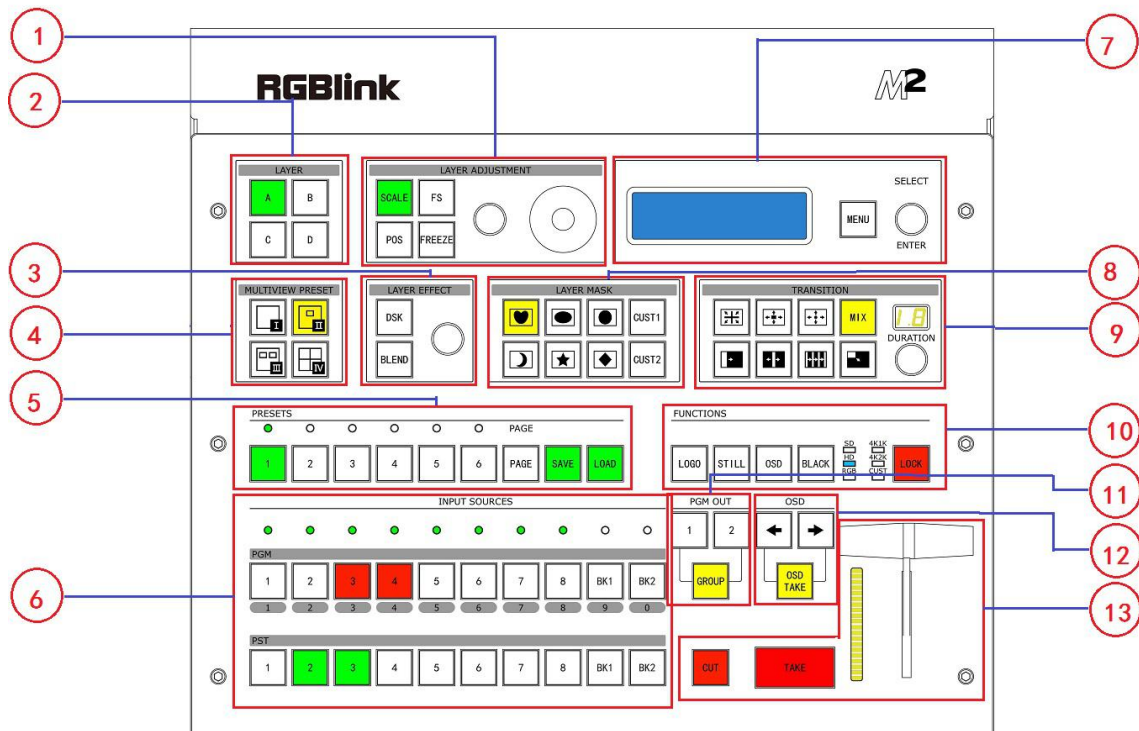 1
7
2
RGBlink
M2
LAYER
A B
C D
LAYER ADJUSTMENT
SCALE FS
POS FREEZE
SELECT
MENU
ENTER
3
8
4
9
MULTIVIEW PRESET
I II
III IV
LAYER EFFECT
DSK
BLEND
LAYER MASK
CUST1
CUST2
TRANSITION
MIX
1.8
DURATION
5
10
PRESETS
PAGE
1 2 3 4 5 6 PAGE SAVE LOAD
FUNCTIONS
LOGO STILL OSD BLACK
SD 4K1K
HD 4K2K
RGB CUST
LOCK
11
12
6
13
INPUT SOURCES
PGM
1 2 3 4 5 6 7 8 BK1 BK2
1 2 3 4 5 6 7 8 9 0
PST
1 2 3 4 5 6 7 8 BK1 BK2
PGM OUT
1 2
GROUP
OSD
OSD
TAKE
CUT
TAKE